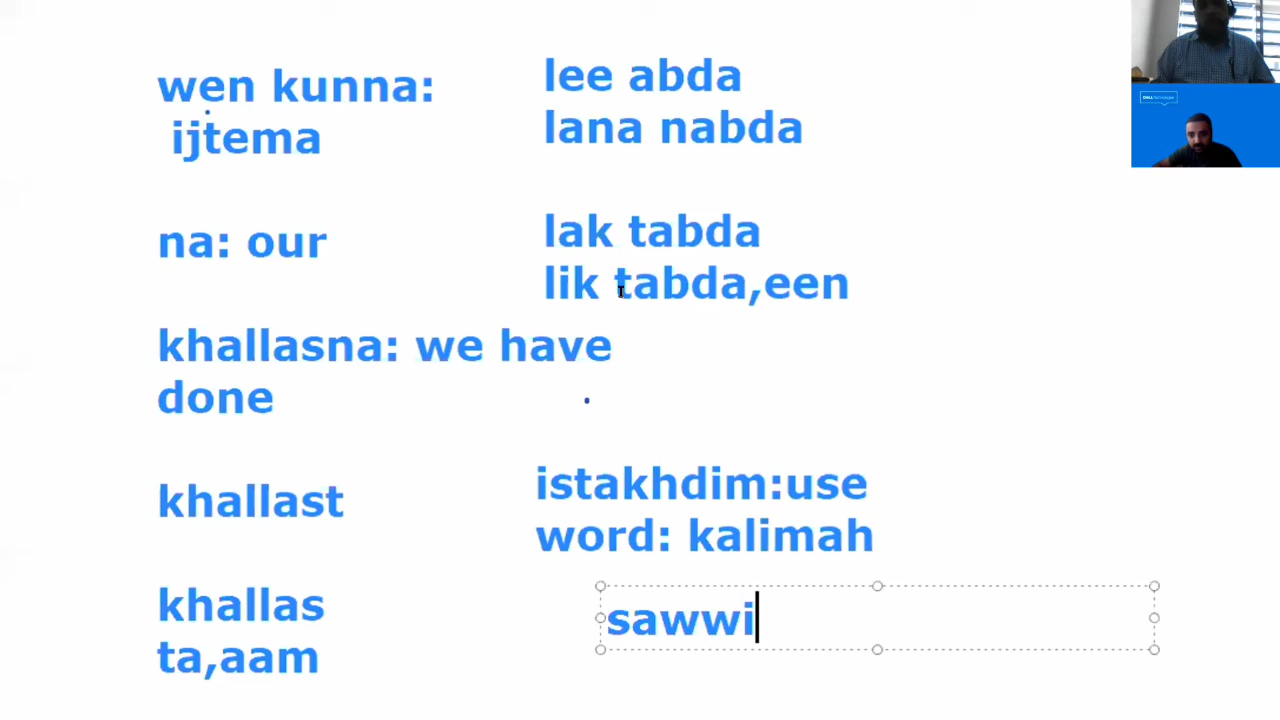 wen kunna:
ijtema
na: our
khallasna: we have
done
khallast
khallas
ta,aam
lee abda
lana nabda
lak tabda
lik tabda,een
istakhdim:use
word: kalimah
sawwi